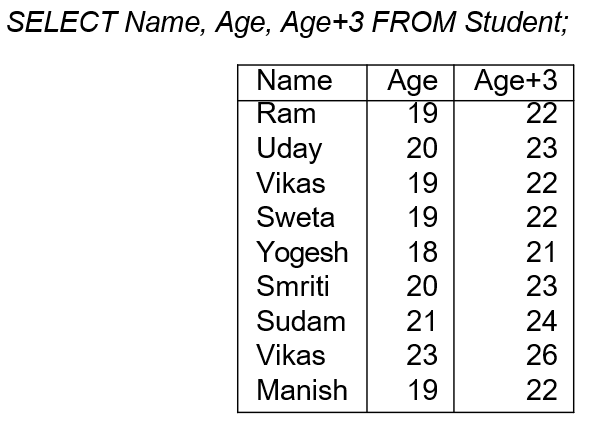 SELECT Name, Age, Age+3 FROM Student;
Name Age Age+3
Ram 19 22
Uday 20 23
Vikas 19 22
Sweta 19 22
Yogesh 18 21
Smriti 20 23
Sudam 21 24
Vikas 23 26
Manish 19 22